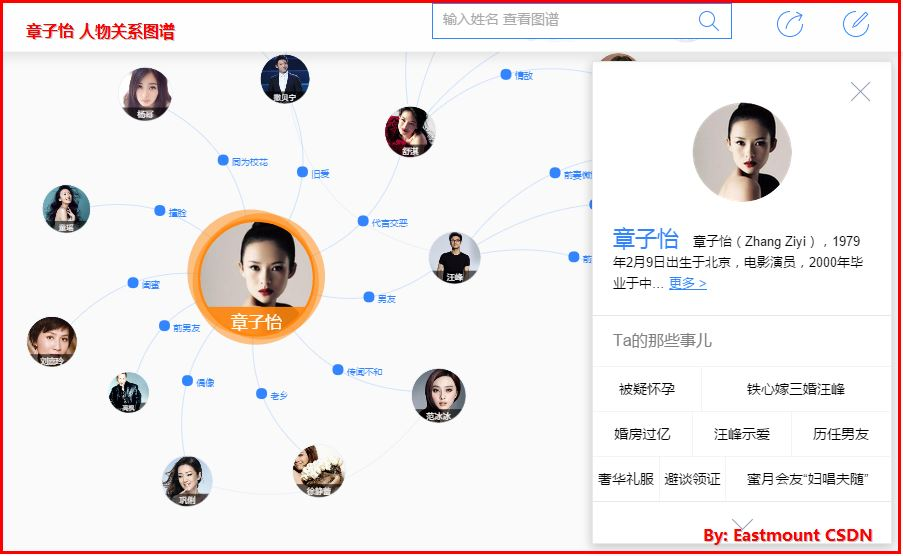 章子怡 人物关系图谱
输入姓名 查看图谱
杨幂
撒贝宁
舒淇
情敌
同为校花
旧爱
前妻
董瑶
撞脸
代言交恶
汪峰
章子怡
闺蜜
男友
前
刘嘉玲
前男友
偶像
老乡
传闻不和
高枫
范冰冰
巩俐
徐静蕾
章子怡 章子怡（Zhang Ziyi），1979
年2月9日出生于北京，电影演员，2000年毕
业于中... 更多 >
Ta的那些事儿
被疑怀孕 铁心嫁三婚汪峰
婚房过亿 汪峰示爱 历任男友
奢华礼服 避谈领证 蜜月会友“妇唱夫随”
By: Eastmount CSDN